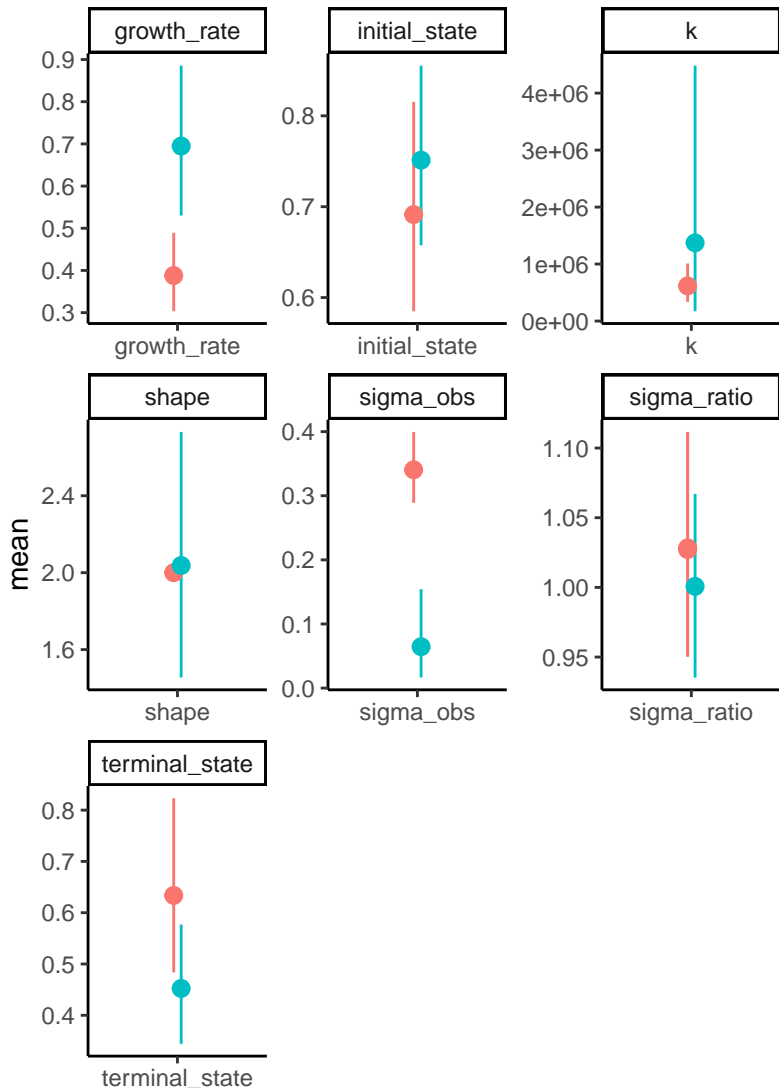 growth_rate
initial_state
k
0.9
0.8
0.7
0.6
0.5
0.4
0.3
growth_rate
0.8
0.7
0.6
initial_state
4e+06
3e+06
2e+06
1e+06
0e+00
k
mean
shape
sigma_obs
sigma_ratio
2.4
2.0
1.6
shape
0.4
0.3
0.2
0.1
0.0
sigma_obs
1.10
1.05
1.00
0.95
sigma_ratio
terminal_state
0.8
0.7
0.6
0.5
0.4
terminal_state